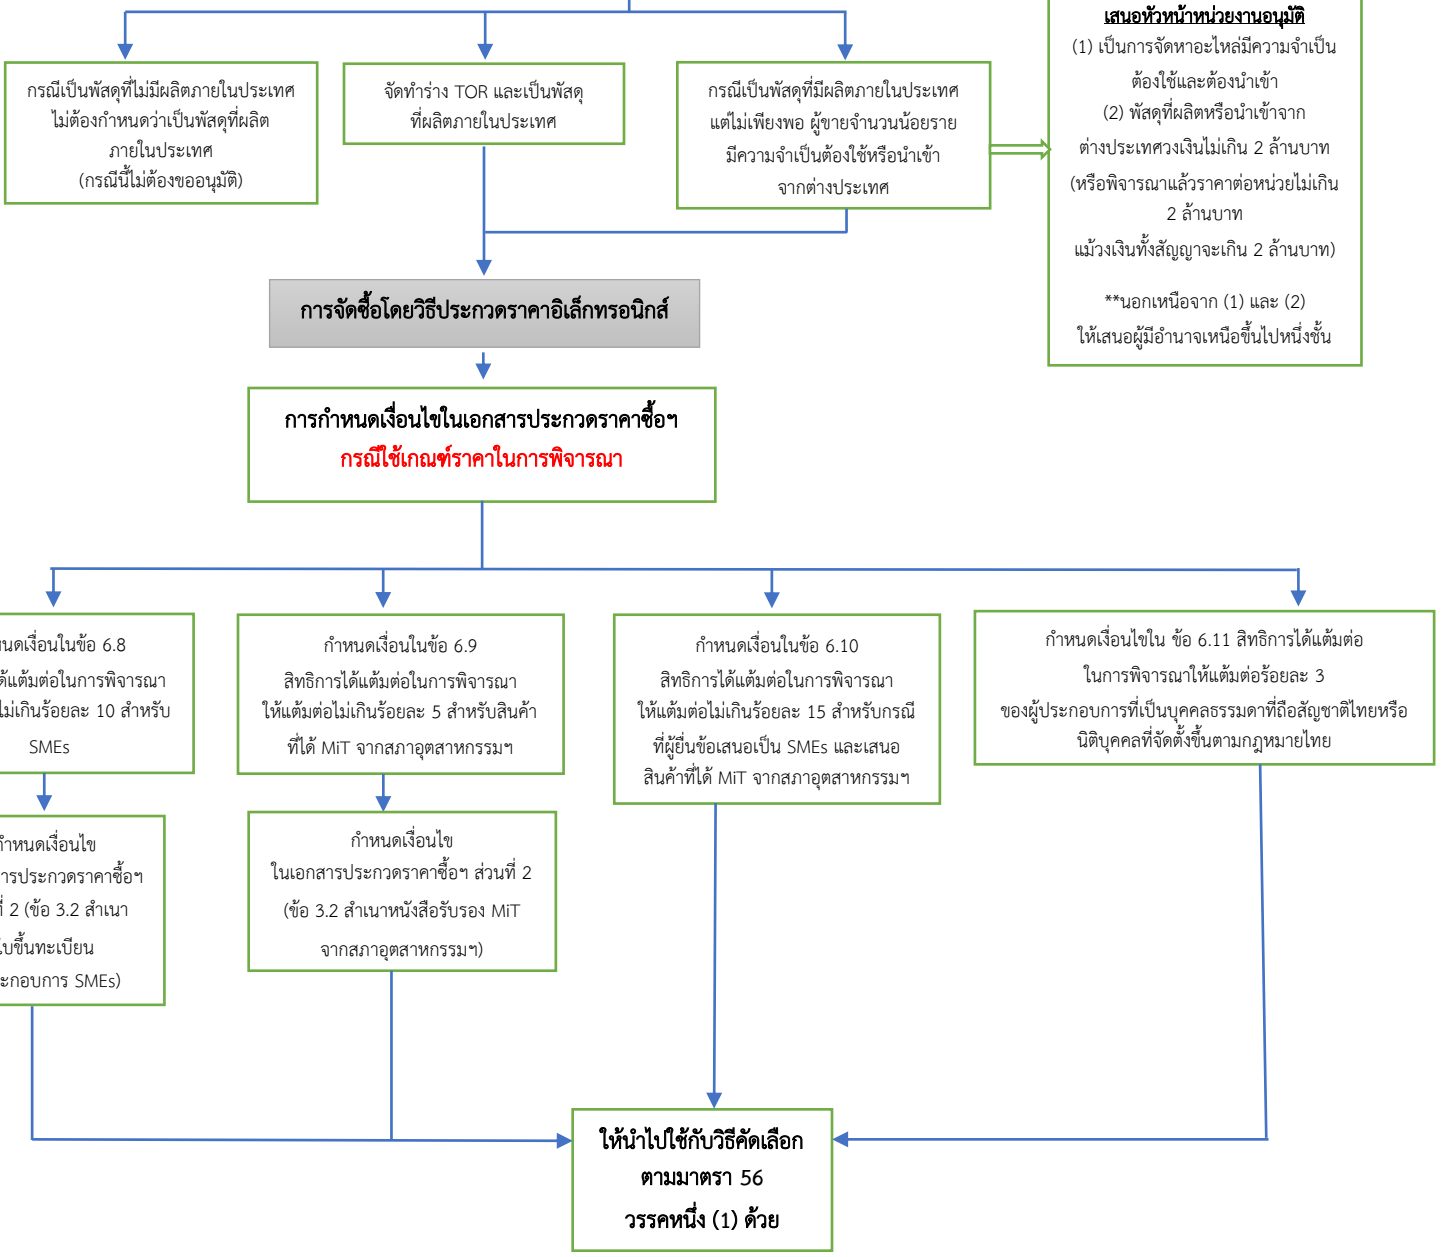 เสนอหัวหน้าหน่วยงานอนุมัติ
(1) เป็นการจัดหาอะไหล่มีความจำเป็น
ต้องใช้และต้องนำเข้า
(2) พัสดุที่ผลิตหรือนำเข้าจาก
ต่างประเทศวงเงินไม่เกิน 2 ล้านบาท
(หรือพิจารณาแล้วราคาต่อหน่วยไม่เกิน
2 ล้านบาท
แม้วงเงินทั้งสัญญาจะเกิน 2 ล้านบาท)
**นอกเหนือจาก (1) และ (2)
ให้เสนอผู้มีอำนาจเหนือขึ้นไปหนึ่งชั้น
กรณีเป็นพัสดุที่ไม่มีผลิตภายในประเทศ
ไม่ต้องกำหนดว่าเป็นพัสดุที่ผลิต
ภายในประเทศ
(กรณีนี้ไม่ต้องขออนุมัติ)
จัดทำร่าง TOR และเป็นพัสดุ
ที่ผลิตภายในประเทศ
กรณีเป็นพัสดุที่มีผลิตภายในประเทศ
แต่ไม่เพียงพอ ผู้ขายจำนวนน้อยราย
มีความจำเป็นต้องใช้หรือนำเข้า
จากต่างประเทศ
การจัดซื้อโดยวิธีประกวดราคาอิเล็กทรอนิกส์
การกำหนดเงื่อนไขในเอกสารประกวดราคาซื้อฯ
กรณีใช้เกณฑ์ราคาในการพิจารณา
นดเงื่อนในข้อ 6.8
ด้แต้มต่อในการพิจารณา
ไม่เกินร้อยละ 10 สำหรับ
SMEs
กำหนดเงื่อนในข้อ 6.9
สิทธิการได้แต้มต่อในการพิจารณา
ให้แต้มต่อไม่เกินร้อยละ 5 สำหรับสินค้า
ที่ได้ MiT จากสภาอุตสาหกรรมฯ
กำหนดเงื่อนในข้อ 6.10
สิทธิการได้แต้มต่อในการพิจารณา
ให้แต้มต่อไม่เกินร้อยละ 15 สำหรับกรณี
ที่ผู้ยื่นข้อเสนอเป็น SMEs และเสนอ
สินค้าที่ได้ MiT จากสภาอุตสาหกรรมฯ
กำหนดเงื่อนไขใน ข้อ 6.11 สิทธิการได้แต้มต่อ
ในการพิจารณาให้แต้มต่อร้อยละ 3
ของผู้ประกอบการที่เป็นบุคคลธรรมดาที่ถือสัญชาติไทยหรือ
นิติบุคคลที่จัดตั้งขึ้นตามกฎหมายไทย
กำหนดเงื่อนไข
ารประกวดราคาซื้อฯ
ที่ 2 (ข้อ 3.2 สำเนา
ใบขึ้นทะเบียน
ะกอบการ SMEs)
กำหนดเงื่อนไข
ในเอกสารประกวดราคาซื้อฯ ส่วนที่ 2
(ข้อ 3.2 สำเนาหนังสือรับรอง MiT
จากสภาอุตสาหกรรมฯ)
ให้นำไปใช้กับวิธีคัดเลือก
ตามมาตรา 56
วรรคหนึ่ง (1) ด้วย